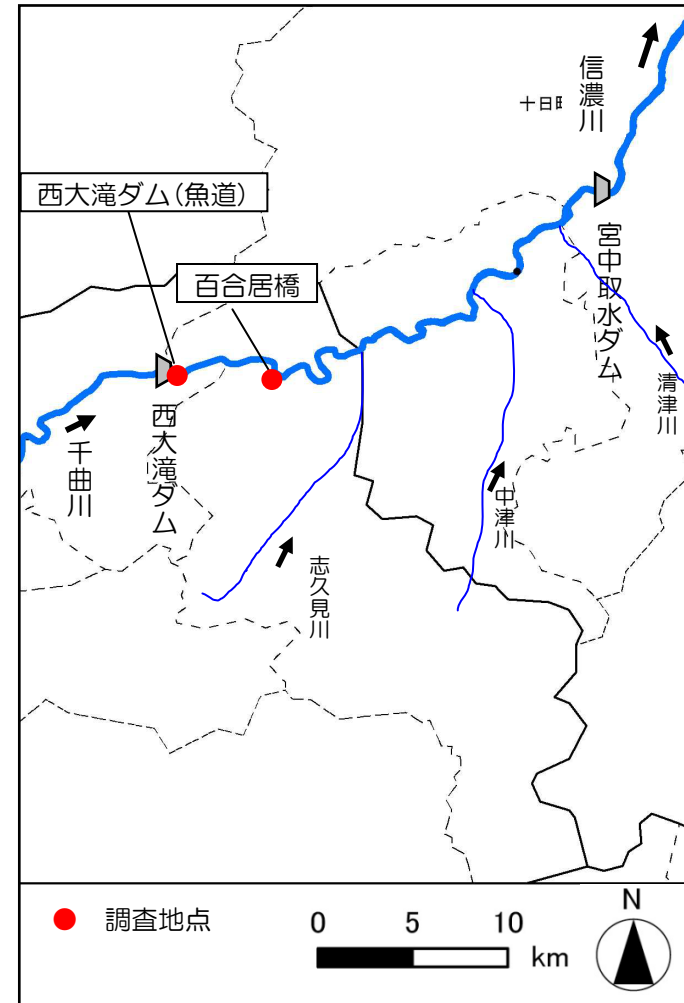 信濃川
十日
西大滝ダム(魚道)
百合居橋
宮中取水ダム
清津川
千曲川
西大滝ダム
中津川
志久見川
調査地点
0 5 10
km
N